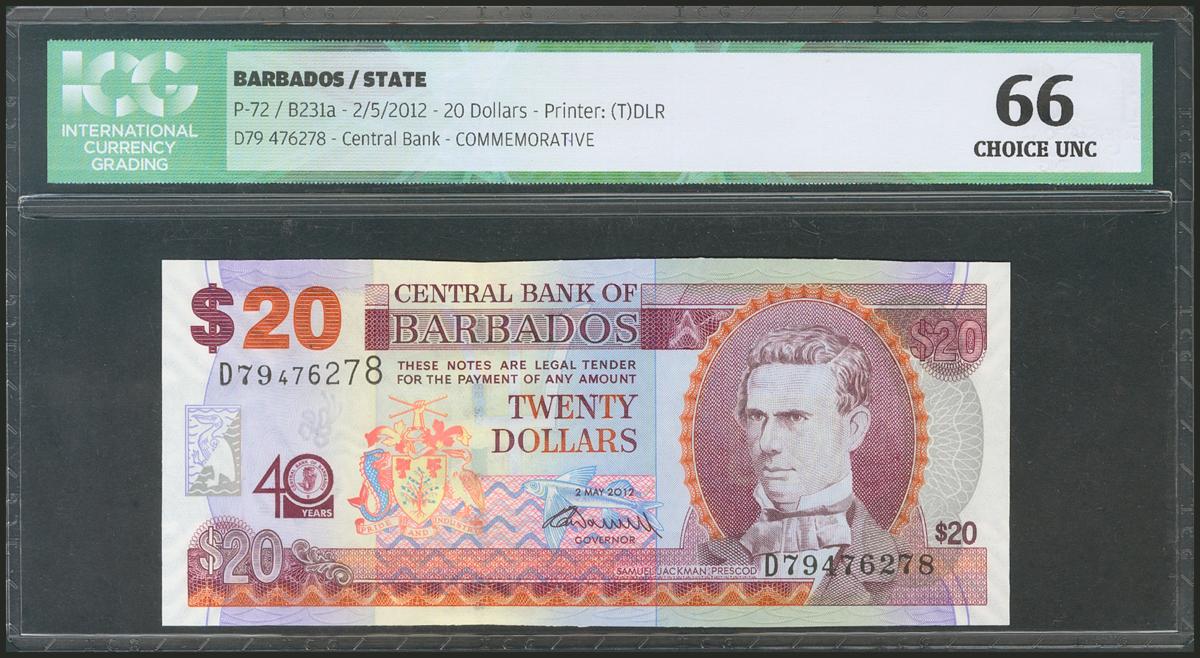 ICG
INTERNATIONAL
CURRENCY
GRADING
BARBADOS / STATE
P-72 / B231a - 2/5/2012 - 20 Dollars - Printer: (T)DLR
D79 476278 - Central Bank - COMMEMORATIVE
66
CHOICE UNC
$20
CENTRAL BANK OF
BARBADOS
$20
D79476278
THESE NOTES ARE LEGAL TENDER
FOR THE PAYMENT OF ANY AMOUNT
TWENTY
DOLLARS
40
YEARS
PRIDE AND INDUSTRY
2 MAY 2012
GOVERNOR
$20
$20
SAMUEL JACKMAN PRESCOD
D79476278